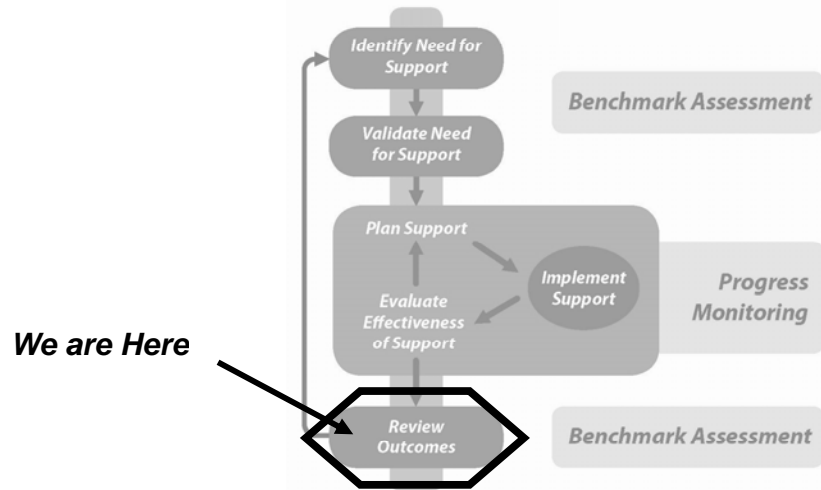 Identify Need for
Support
Benchmark Assessment
Validate Need
for Support
Plan Support
Implement
Support
Progress
Monitoring
Evaluate
Effectiveness
of Support
We are Here
Review
Outcomes
Benchmark Assessment